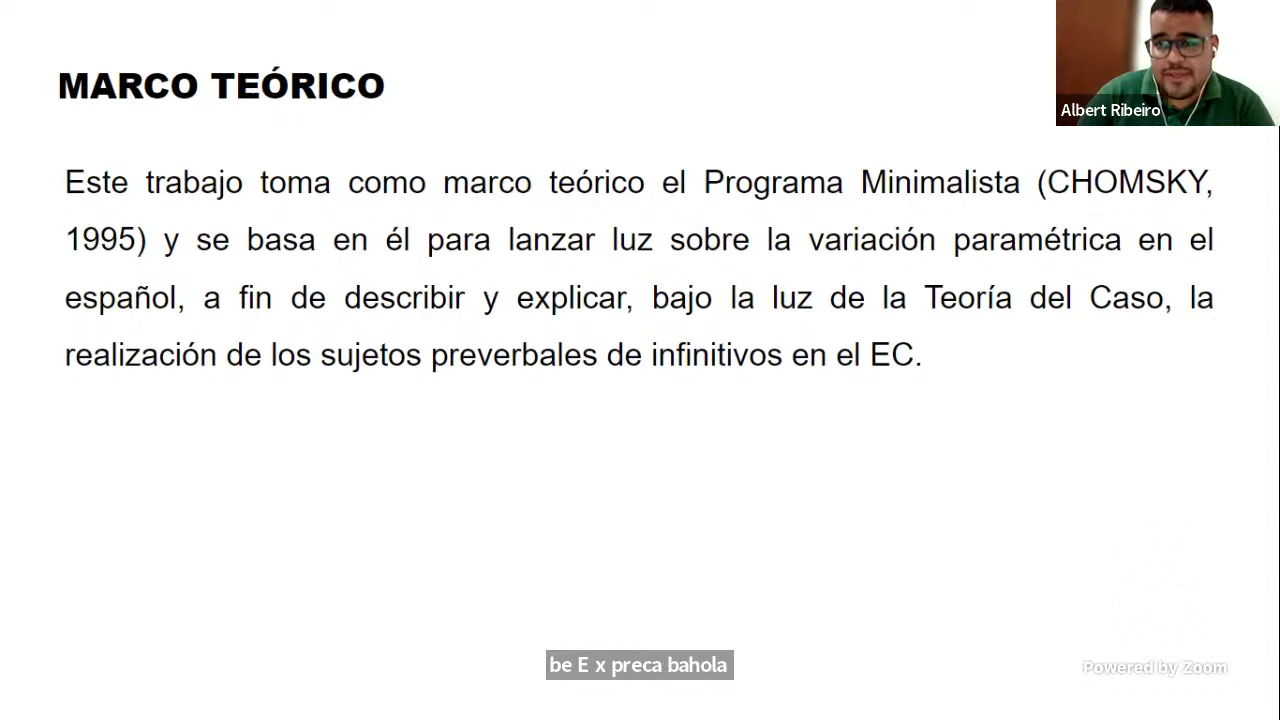 MARCO TEÓRICO
Albert Ribeiro
Este trabajo toma como marco teórico el Programa Minimalista (CHOMSKY,
1995) y se basa en él para lanzar luz sobre la variación paramétrica en el
español, a fin de describir y explicar, bajo la luz de la Teoría del Caso, la
realización de los sujetos preverbales de infinitivos en el EC.
be E x preca bahola
Powered by Zoom